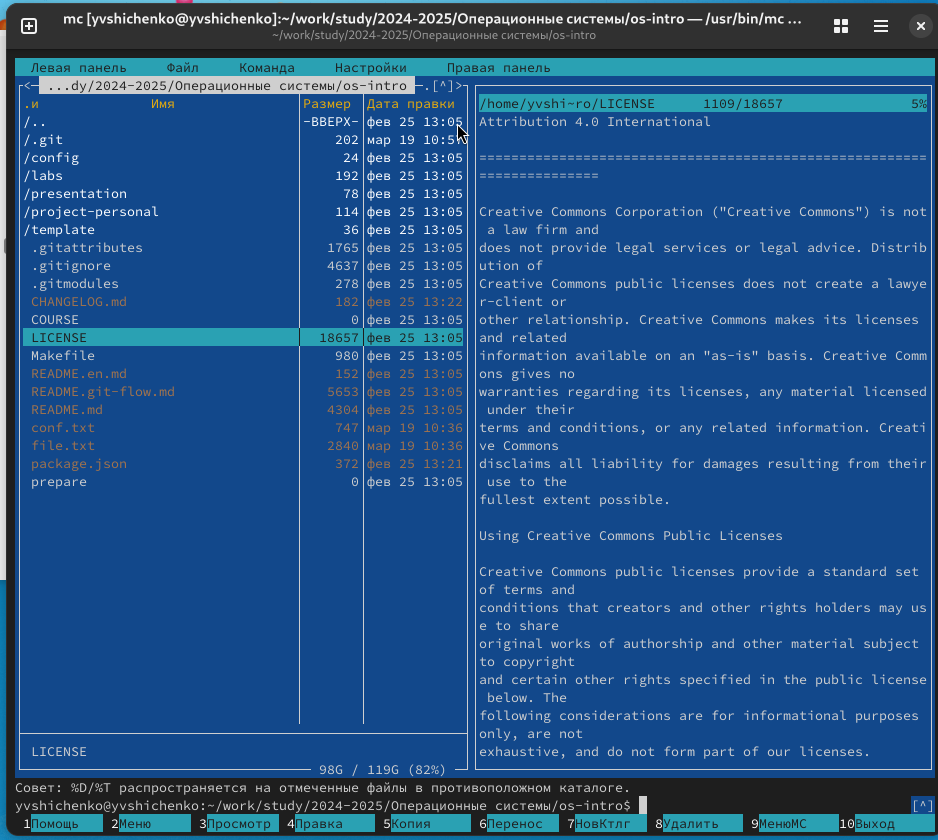 mc [yvshichenko@yvshichenko]:~/work/study/2024-2025/Операционные системы/os-intro — /usr/bin/mc ...
~/work/study/2024-2025/Операционные системы/os-intro
Левая панель Файл Команда Настройки Правая панель
<─ ...dy/2024-2025/Операционные системы/os-intro ─.[^]>
.и Имя Размер Дата правки
/.. -ВВЕРХ- фев 25 13:05
/.git 202 мар 19 10:5
/config 24 фев 25 13:05
/labs 192 фев 25 13:05
/presentation 78 фев 25 13:05
/project-personal 114 фев 25 13:05
/template 36 фев 25 13:05
.gitattributes 1765 фев 25 13:05
.gitignore 4637 фев 25 13:05
.gitmodules 278 фев 25 13:05
CHANGELOG.md 182 фев 25 13:22
COURSE 0 фев 25 13:05
LICENSE 18657 фев 25 13:05
Makefile 980 фев 25 13:05
README.en.md 152 фев 25 13:05
README.git-flow.md 5653 фев 25 13:05
README.md 4304 фев 25 13:05
conf.txt 747 мар 19 10:36
file.txt 2840 мар 19 10:36
package.json 372 фев 25 13:21
prepare 0 фев 25 13:05
LICENSE
98G / 119G (82%)
/home/yvshi~ro/LICENSE 1109/18657 5%
Attribution 4.0 International
========================================================
===============
Creative Commons Corporation ("Creative Commons") is not
a law firm and
does not provide legal services or legal advice. Distrib
ution of
Creative Commons public licenses does not create a lawye
r-client or
other relationship. Creative Commons makes its licenses
and related
information available on an "as-is" basis. Creative Comm
ons gives no
warranties regarding its licenses, any material licensed
under their
terms and conditions, or any related information. Creati
ve Commons
disclaims all liability for damages resulting from their
use to the
fullest extent possible.
Using Creative Commons Public Licenses
Creative Commons public licenses provide a standard set
of terms and
conditions that creators and other rights holders may us
e to share
original works of authorship and other material subject
to copyright
and certain other rights specified in the public license
below. The
following considerations are for informational purposes
only, are not
exhaustive, and do not form part of our licenses.
Совет: %D/%T распространяется на отмеченные файлы в противоположном каталоге.
yvshichenko@yvshichenko:~/work/study/2024-2025/Операционные системы/os-intro$ [^]
1Помощь 2Меню 3Просмотр 4Правка 5Копия 6Перенос 7НовКтлг 8Удалить 9МенюМС 10Выход